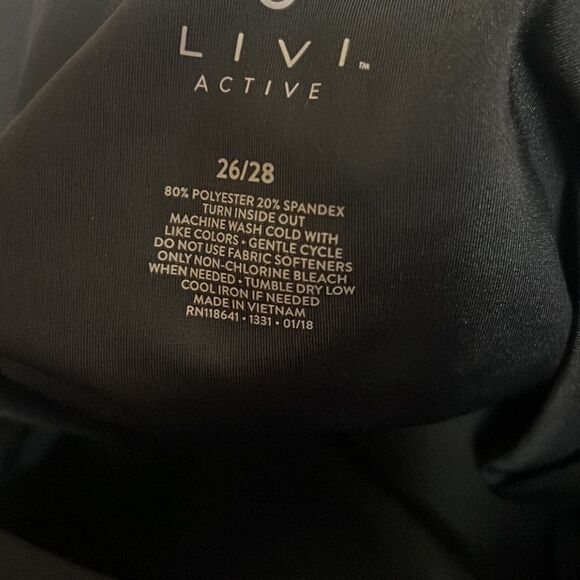 LIVI™
ACTIVE
26/28
80% POLYESTER 20% SPANDEX
TURN INSIDE OUT
MACHINE WASH COLD WITH
LIKE COLORS • GENTLE CYCLE
DO NOT USE FABRIC SOFTENERS
ONLY NON-CHLORINE BLEACH
WHEN NEEDED • TUMBLE DRY LOW
COOL IRON IF NEEDED
MADE IN VIETNAM
RN118641 • 1331 • 01/18